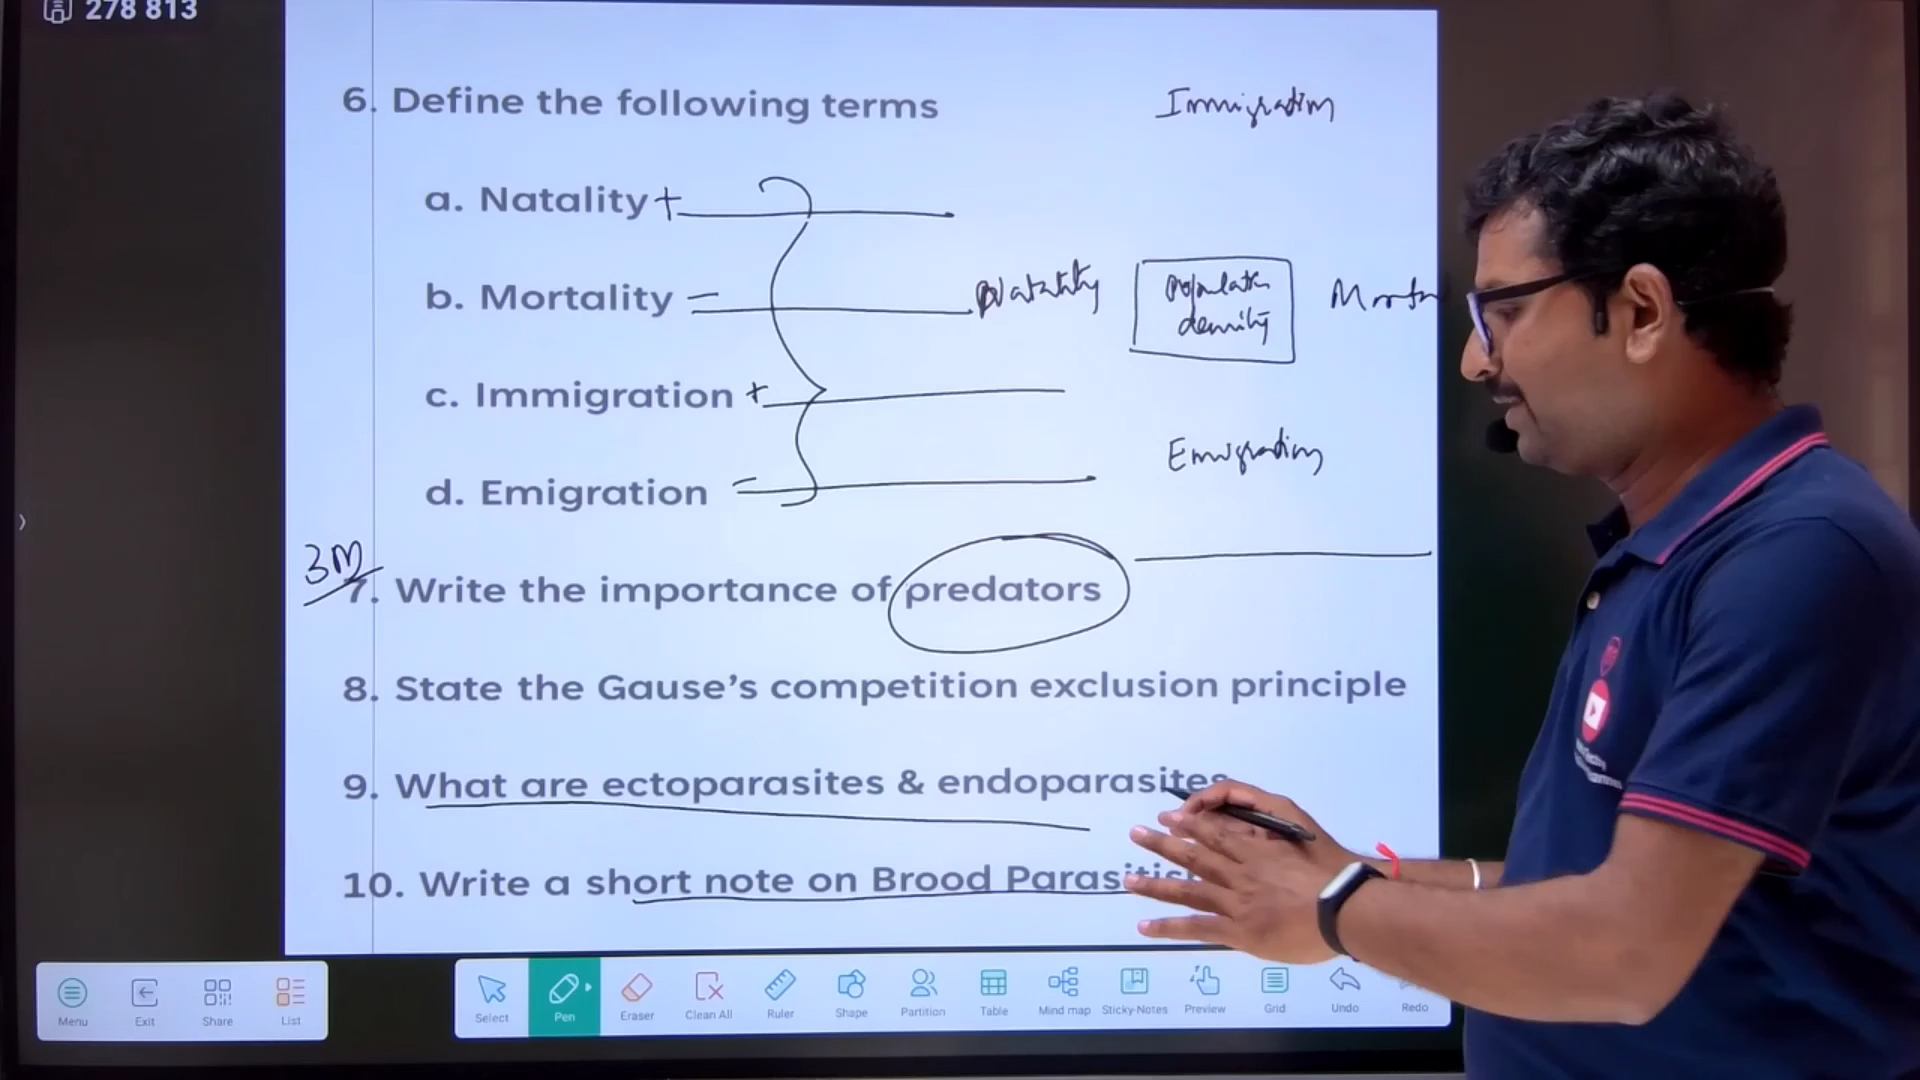 278 813
6. Define the following terms
Immigration
a. Natality +
b. Mortality –
Natality
Population
density
c. Immigration +
d. Emigration –
Emigration
3M
7. Write the importance of predators
8. State the Gause's competition exclusion principle
9. What are ectoparasites & endoparasites
10. Write a short note on Brood
Menu
Exit
Share
List
Select
Pen
Eraser
Clean All
Ruler
Shape
Partition
Table
Mind map
Sticky-Notes
Preview
Grid
Undo
Redo